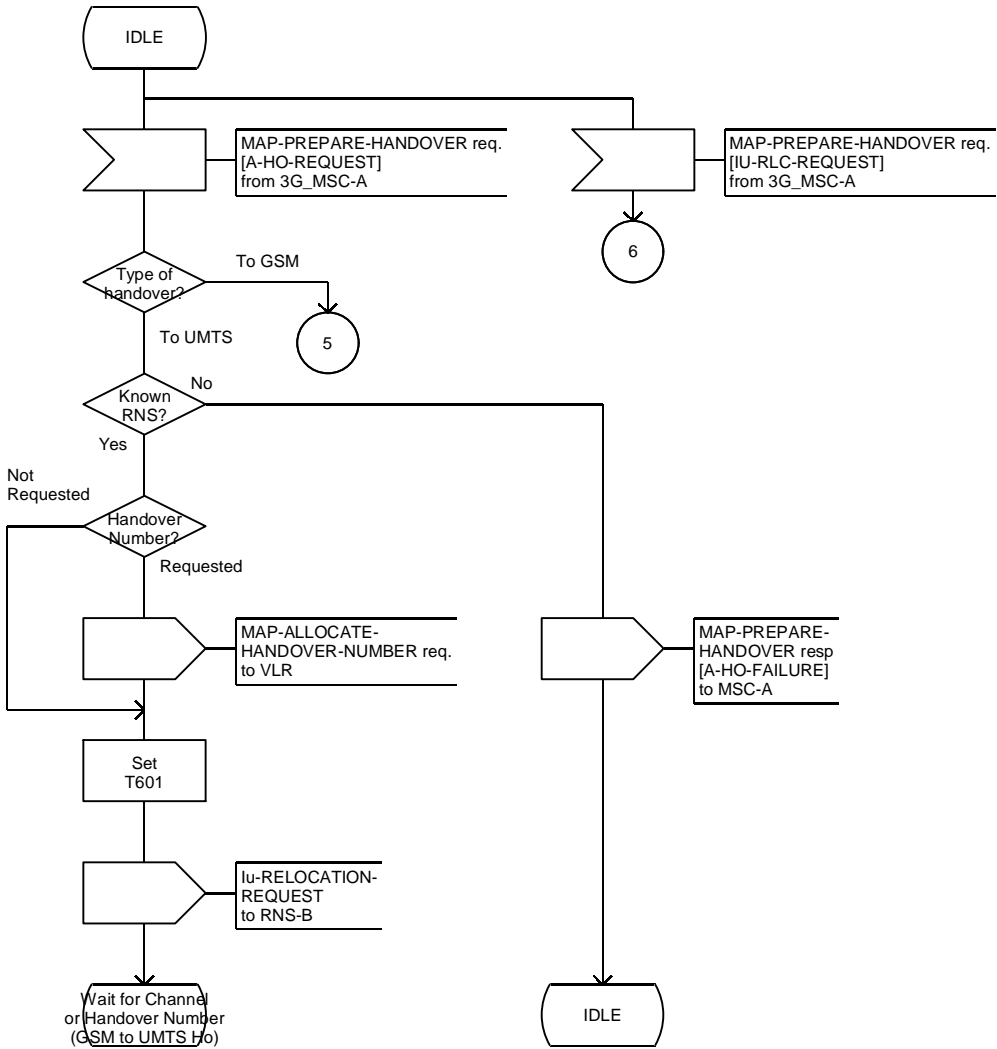 IDLE
MAP-PREPARE-HANDOVER req.
[A-HO-REQUEST]
from 3G_MSC-A
MAP-PREPARE-HANDOVER req.
[IU-RLC-REQUEST]
from 3G_MSC-A
6
Type of
handover?
To GSM
5
To UMTS
Known
RNS?
No
Yes
Not
Requested
Handover
Number?
Requested
MAP-ALLOCATE-
HANDOVER-NUMBER req.
to VLR
MAP-PREPARE-
HANDOVER resp
[A-HO-FAILURE]
to MSC-A
Set
T601
Iu-RELOCATION-
REQUEST
to RNS-B
Wait for Channel
or Handover Number
(GSM to UMTS Ho)
IDLE